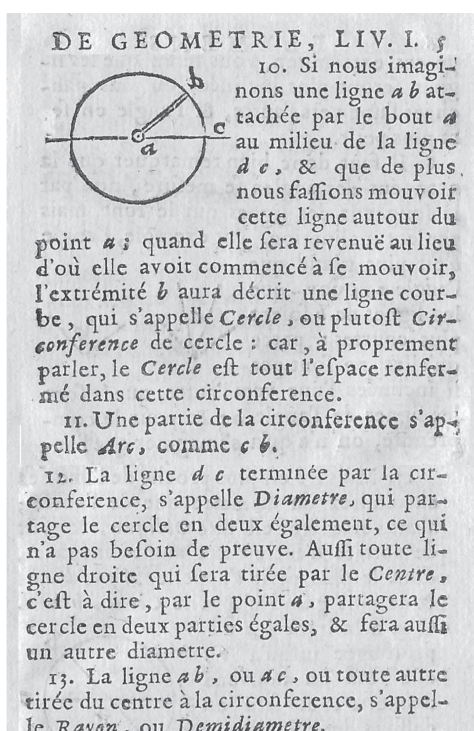 DE GEOMETRIE, LIV. I. 5
b
c
a
10. Si nous imagi-
nons une ligne a b at-
tachée par le bout a
au milieu de la ligne
d c, & que de plus
nous faſſions mouvoir
cette ligne autour du
point a; quand elle ſera revenuë au lieu
d'où elle avoit commencé à ſe mouvoir,
l'extrémité b aura décrit une ligne cour-
be, qui s'appelle Cercle, ou plutoſt Cir-
conference de cercle : car, à proprement
parler, le Cercle eſt tout l'eſpace renfer-
mé dans cette circonference.
11. Une partie de la circonference s'ap-
pelle Arc, comme c b.
12. La ligne d c terminée par la cir-
conference, s'appelle Diametre, qui par-
tage le cercle en deux également, ce qui
n'a pas beſoin de preuve. Auſſi toute li-
gne droite qui ſera tirée par le Centre,
c'eſt à dire, par le point a, partagera le
cercle en deux parties égales, & ſera auſſi
un autre diametre.
13. La ligne a b, ou a c, ou toute autre
tirée du centre à la circonference, s'appel-
le Rayon, ou Demidiametre.